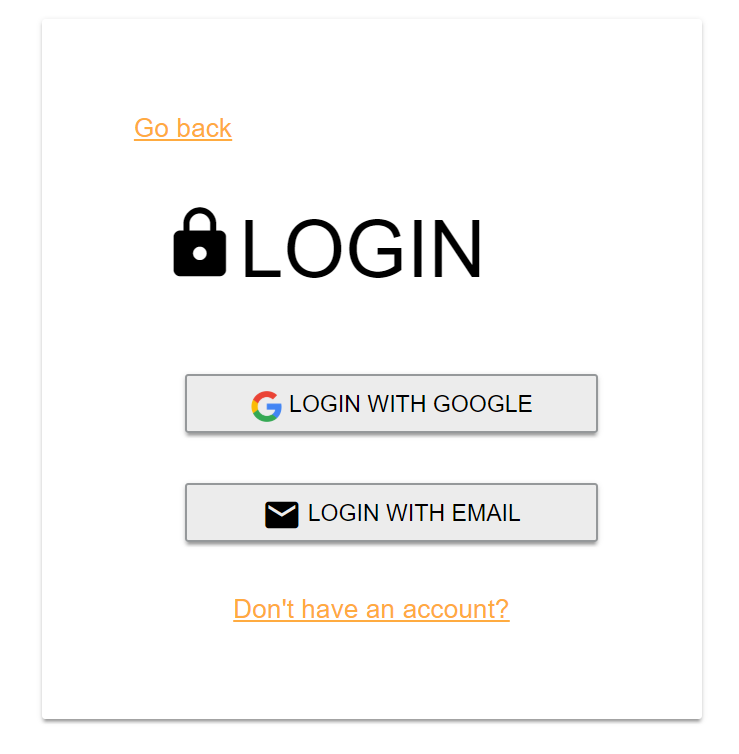 Go back
LOGIN
LOGIN WITH GOOGLE
LOGIN WITH EMAIL
Don't have an account?